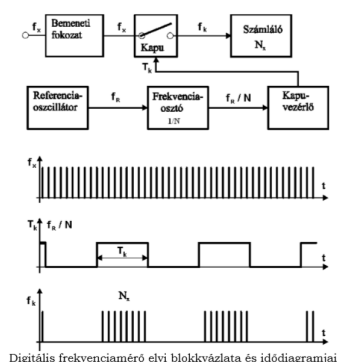 fx
Bemeneti
fokozat
fx
Kapu
fk
Számláló
Nx
Tk
Referencia-
oszcillátor
fR
Frekvencia-
osztó
1/N
fR / N
Kapu-
vezérlő
fx
t
Tk fR / N
Tk
t
fk
Nx
t
Digitális frekvenciamérő elvi blokkvázlata és idődiagramjai